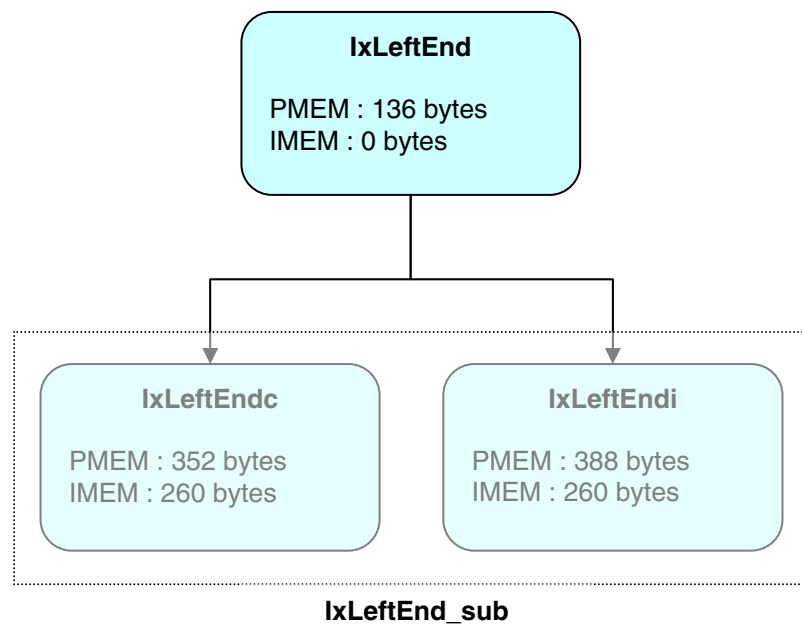 IxLeftEnd
PMEM : 136 bytes
IMEM : 0 bytes
IxLeftEndc
PMEM : 352 bytes
IMEM : 260 bytes
IxLeftEndi
PMEM : 388 bytes
IMEM : 260 bytes
IxLeftEnd_sub